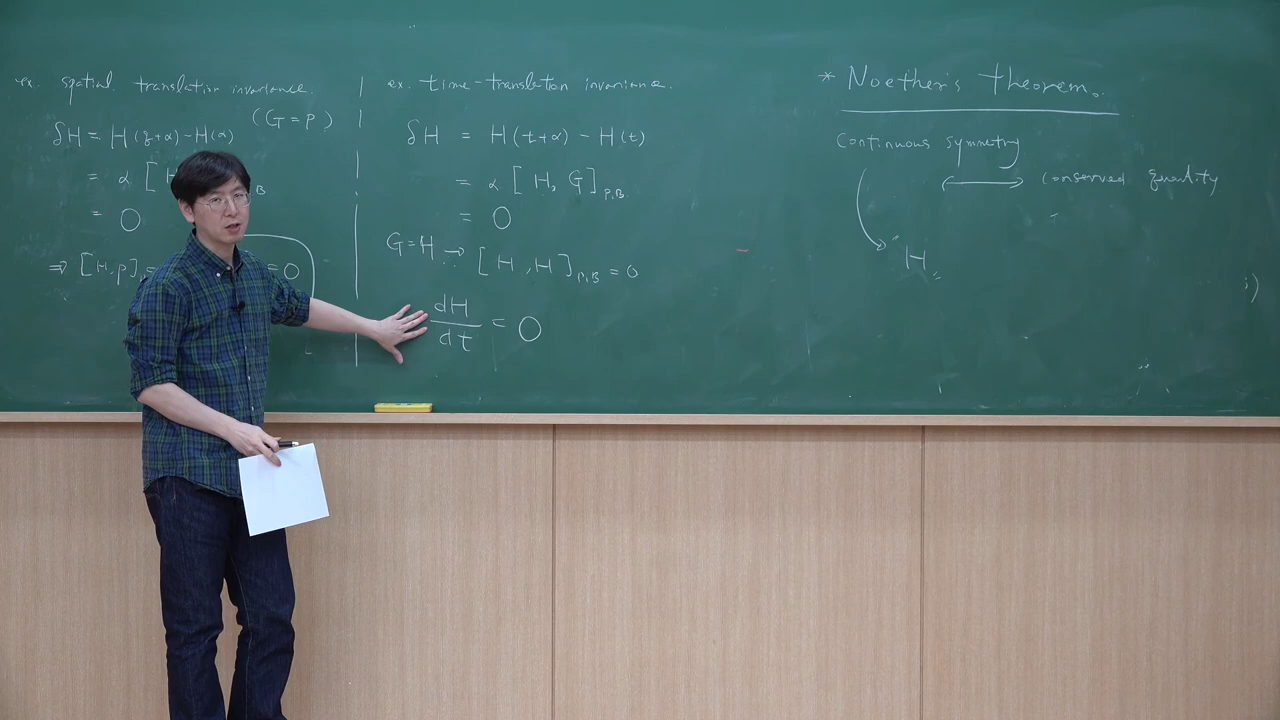 ex. spatial translation invariance.
(G=p)
δH = H(q+α)-H(α)
= α [H
P,B
= 0
⇒ [H,p]
= 0
ex. time-translation invariance.
δH = H(t+α) - H(t)
= α [H, G]P,B
= 0
G=H → [H, H]P,B = 0
dH/dt = 0
* Noether's theorem.
Continuous symmetry
↔ conserved quantity
H
i)